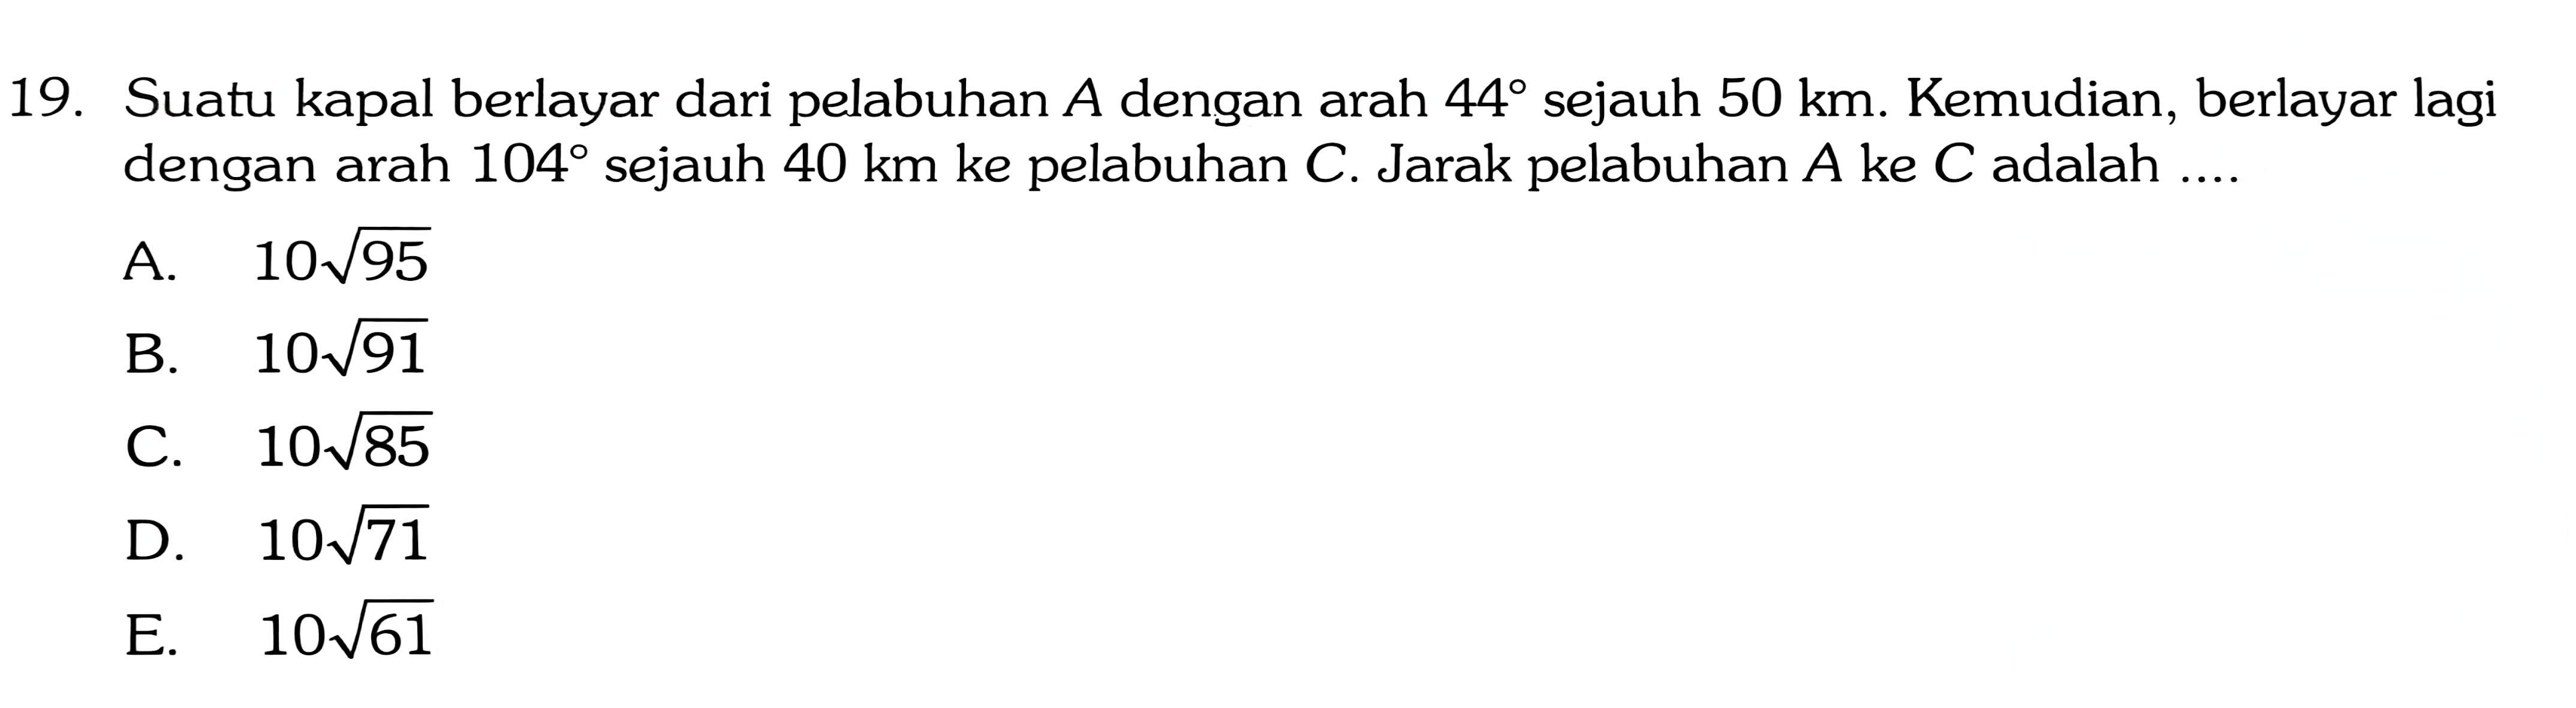 19. Suatu kapal berlayar dari pelabuhan A dengan arah 44° sejauh 50 km. Kemudian, berlayar lagi
dengan arah 104° sejauh 40 km ke pelabuhan C. Jarak pelabuhan A ke C adalah ....
A. 10√95
B. 10√91
C. 10√85
D. 10√71
E. 10√61